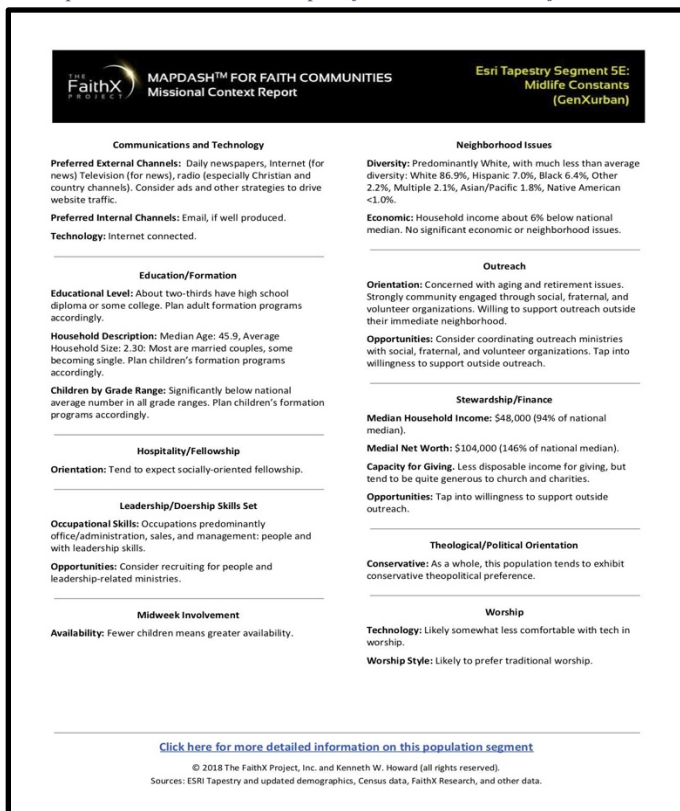 THE
FaithX
PROJECT
MAPDASH™ FOR FAITH COMMUNITIES
Missional Context Report
Esri Tapestry Segment 5E:
Midlife Constants
(GenXurban)
Communications and Technology
Preferred External Channels: Daily newspapers, Internet (for
news) Television (for news), radio (especially Christian and
country channels). Consider ads and other strategies to drive
website traffic.
Preferred Internal Channels: Email, if well produced.
Technology: Internet connected.
Education/Formation
Educational Level: About two-thirds have high school
diploma or some college. Plan adult formation programs
accordingly.
Household Description: Median Age: 45.9, Average
Household Size: 2.30: Most are married couples, some
becoming single. Plan children's formation programs
accordingly.
Children by Grade Range: Significantly below national
average number in all grade ranges. Plan children's formation
programs accordingly.
Hospitality/Fellowship
Orientation: Tend to expect socially-oriented fellowship.
Leadership/Doership Skills Set
Occupational Skills: Occupations predominantly
office/administration, sales, and management: people and
with leadership skills.
Opportunities: Consider recruiting for people and
leadership-related ministries.
Midweek Involvement
Availability: Fewer children means greater availability.
Neighborhood Issues
Diversity: Predominantly White, with much less than average
diversity: White 86.9%, Hispanic 7.0%, Black 6.4%, Other
2.2%, Multiple 2.1%, Asian/Pacific 1.8%, Native American
<1.0%.
Economic: Household income about 6% below national
median. No significant economic or neighborhood issues.
Outreach
Orientation: Concerned with aging and retirement issues.
Strongly community engaged through social, fraternal, and
volunteer organizations. Willing to support outreach outside
their immediate neighborhood.
Opportunities: Consider coordinating outreach ministries
with social, fraternal, and volunteer organizations. Tap into
willingness to support outside outreach.
Stewardship/Finance
Median Household Income: $48,000 (94% of national
median).
Medial Net Worth: $104,000 (146% of national median).
Capacity for Giving. Less disposable income for giving, but
tend to be quite generous to church and charities.
Opportunities: Tap into willingness to support outside
outreach.
Theological/Political Orientation
Conservative: As a whole, this population tends to exhibit
conservative theopolitical preference.
Worship
Technology: Likely somewhat less comfortable with tech in
worship.
Worship Style: Likely to prefer traditional worship.
Click here for more detailed information on this population segment
© 2018 The FaithX Project, Inc. and Kenneth W. Howard (all rights reserved).
Sources: ESRI Tapestry and updated demographics, Census data, FaithX Research, and other data.